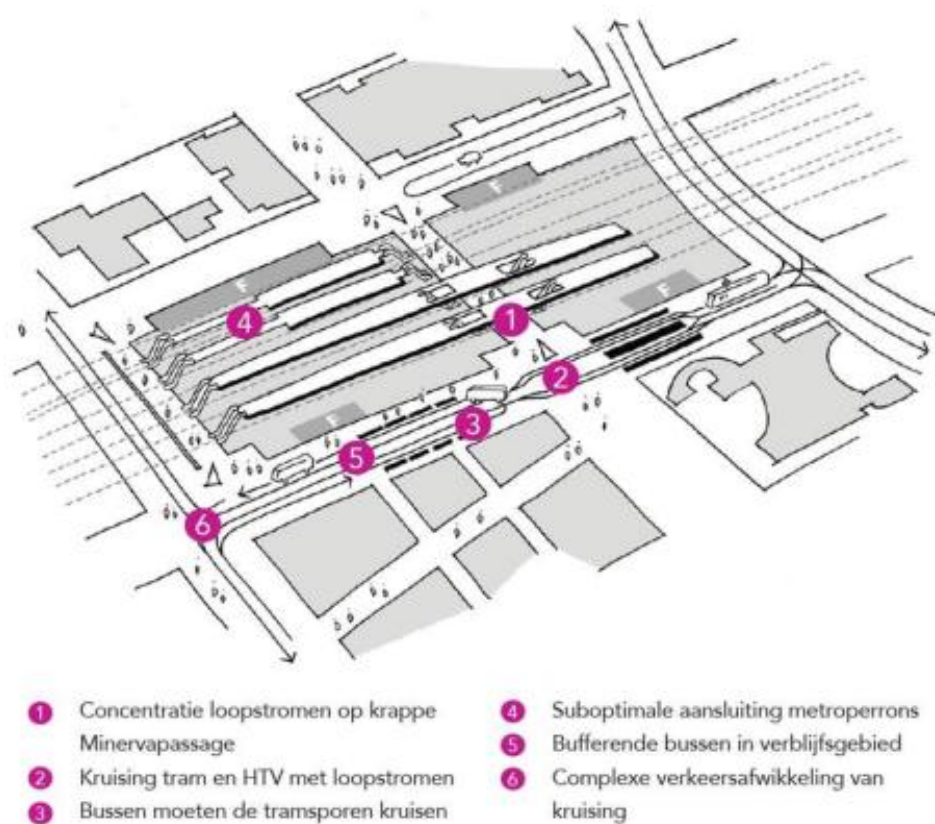 F
F
4
F
1
2
F
3
5
6
1 Concentratie loopstromen op krappe
Minervapassage
2 Kruising tram en HTV met loopstromen
3 Bussen moeten de tramsporen kruisen
4 Suboptimale aansluiting metroperrons
5 Bufferende bussen in verblijfsgebied
6 Complexe verkeersafwikkeling van
kruising